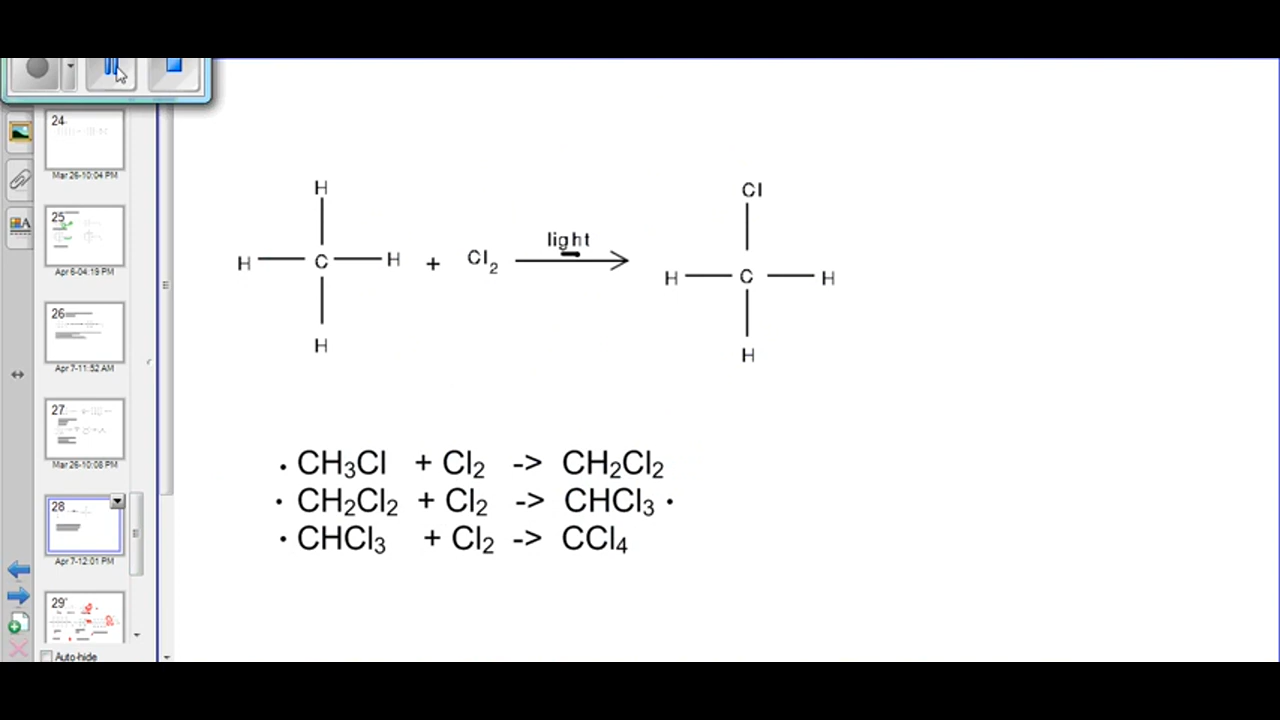 24
Mar 26-10:04 PM
25
Apr 6-04:19 PM
26
Apr 7-11:52 AM
27
Mar 26-10:08 PM
28
Apr 7-12:01 PM
29
Auto-hide
H
H C H + Cl₂ light
H
Cl
H C H
H
• CH₃Cl + Cl₂ -> CH₂Cl₂
• CH₂Cl₂ + Cl₂ -> CHCl₃ •
• CHCl₃ + Cl₂ -> CCl₄